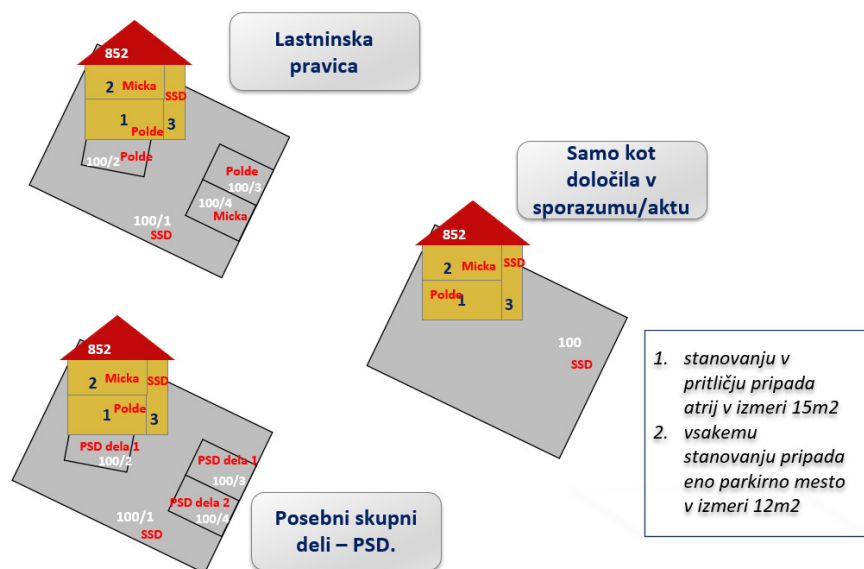 Lastninska
pravica
852
2 Micka
SSD
1
Polde
3
100/2
Polde
Polde
100/3
100/4
Micka
100/1
SSD
Samo kot
določila v
sporazumu/aktu
852
2 Micka
SSD
Polde
1
3
100
SSD
1. stanovanju v
pritličju pripada
atrij v izmeri 15m2
2. vsakemu
stanovanju pripada
eno parkirno mesto
v izmeri 12m2
852
2 Micka
SSD
1 Polde
3
PSD dela 1
100/2
PSD dela 1
100/3
PSD dela 2
100/4
100/1
SSD
Posebni skupni
deli – PSD.